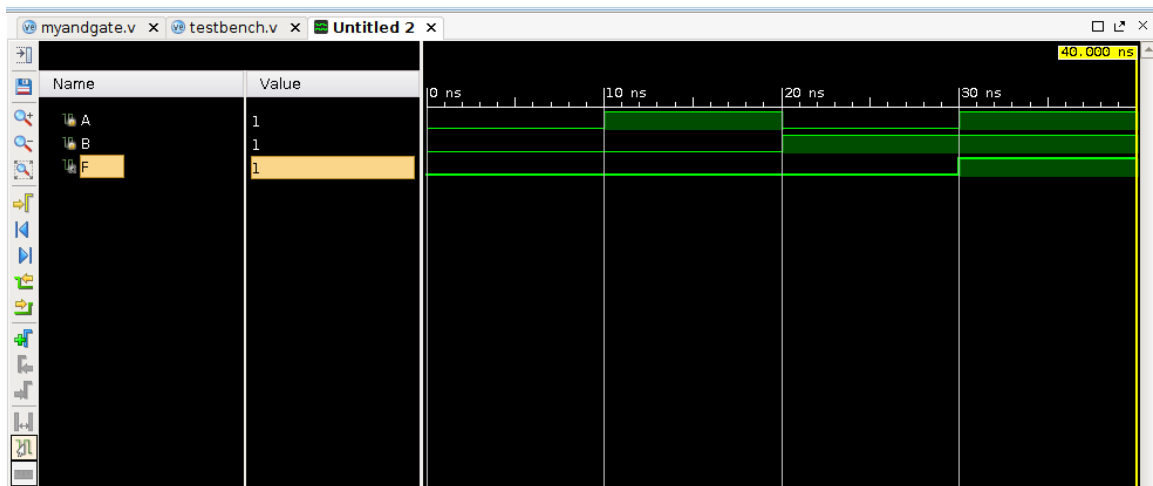 myandgate.v × testbench.v × Untitled 2 ×
40.000 ns
Name Value
0 ns 10 ns 20 ns 30 ns
A 1
B 1
F 1